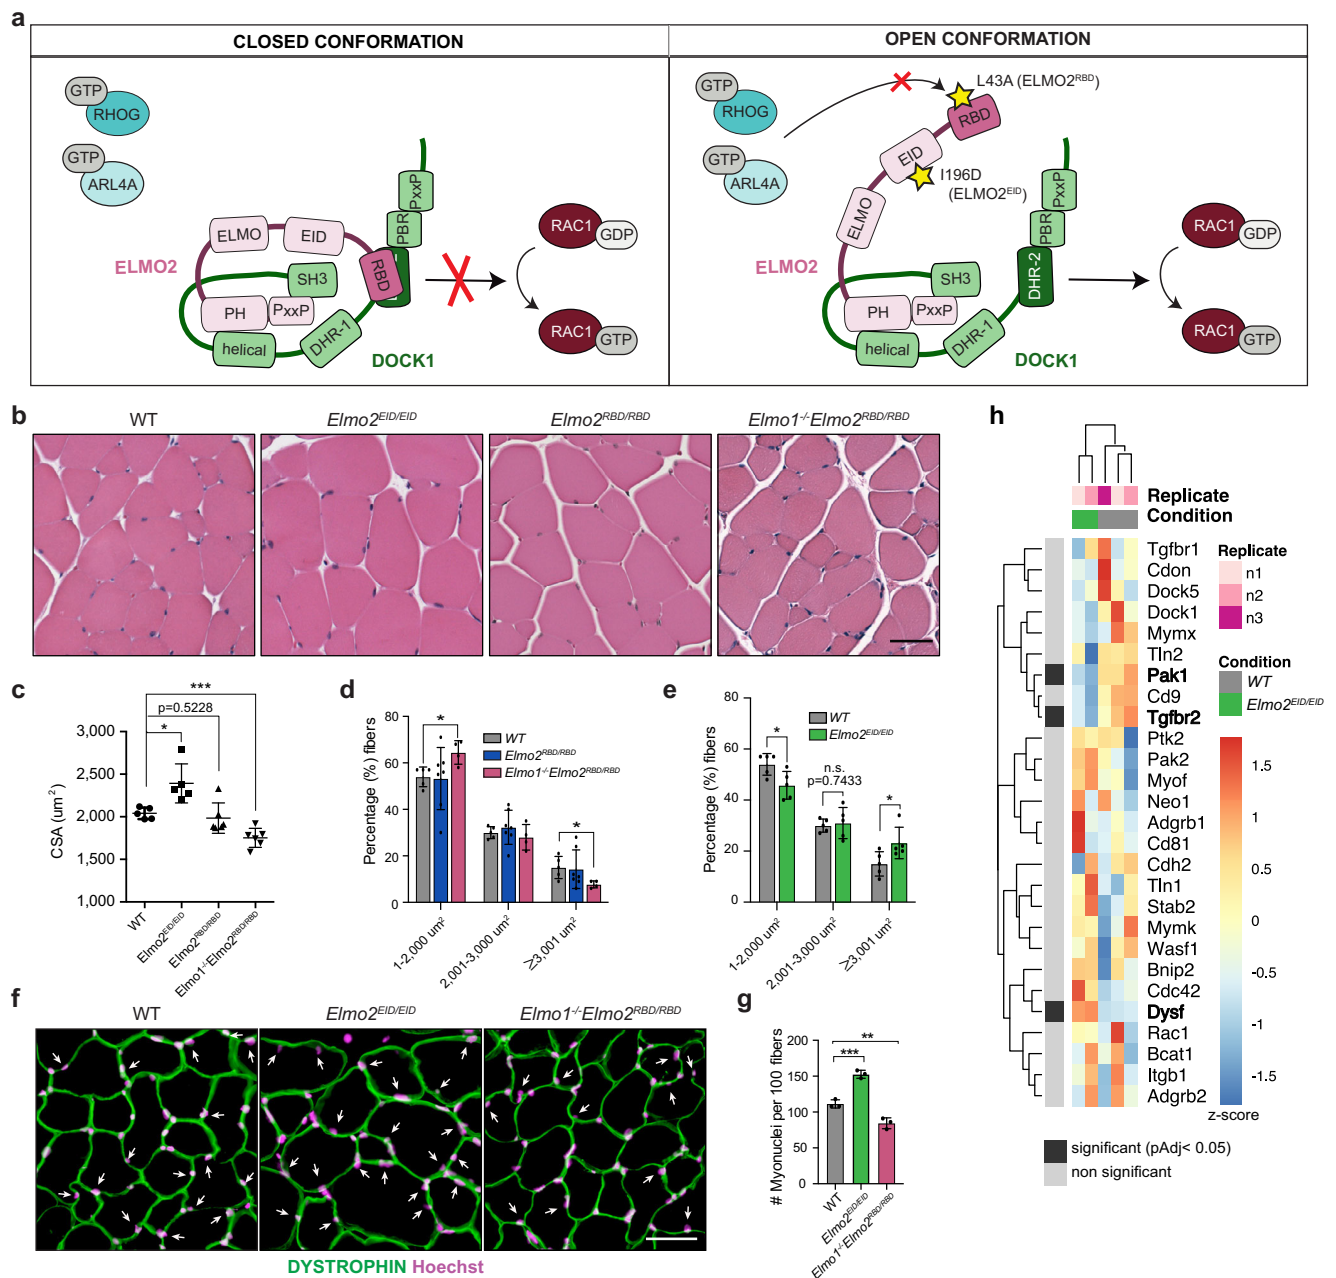 a
CLOSED CONFORMATION
OPEN CONFORMATION
GTP
RHOG
GTP
ARL4A
ELMO2
ELMO
EID
RBD
SH3
PH
PxxP
helical
DHR-1
PBR
PxxP
DOCK1
RAC1
GDP
RAC1
GTP
GTP
RHOG
GTP
ARL4A
L43A (ELMO2RBD)
RBD
EID
I196D
(ELMO2EID)
ELMO
ELMO2
SH3
PH
PxxP
helical
DHR-1
DHR-2
PBR
PxxP
DOCK1
RAC1
GDP
RAC1
GTP
b
WT
Elmo2EID/EID
Elmo2RBD/RBD
Elmo1-/-Elmo2RBD/RBD
c
CSA (um²)
3,000
2,500
2,000
1,500
1,000
***
p=0.5228
*
WT
Elmo2EID/EID
Elmo2RBD/RBD
Elmo1-/-Elmo2RBD/RBD
d
Percentage (%) fibers
80
60
40
20
0
*
*
WT
Elmo2RBD/RBD
Elmo1-/-Elmo2RBD/RBD
1-2,000 um²
2,001-3,000 um²
≥3,001 um²
e
Percentage (%) fibers
80
60
40
20
0
WT
Elmo2EID/EID
*
n.s.
p=0.7433
*
1-2,000 um²
2,001-3,000 um²
≥3,001 um²
f
WT
Elmo2EID/EID
Elmo1-/-Elmo2RBD/RBD
DYSTROPHIN Hoechst
g
# Myonuclei per 100 fibers
200
150
100
50
0
**
***
WT
Elmo2EID/EID
Elmo1-/-Elmo2RBD/RBD
h
Replicate
Condition
Tgfbr1
Cdon
Dock5
Dock1
Mymx
Tln2
Pak1
Cd9
Tgfbr2
Ptk2
Pak2
Myof
Neo1
Adgrb1
Cd81
Cdh2
Tln1
Stab2
Mymk
Wasf1
Bnip2
Cdc42
Dysf
Rac1
Bcat1
Itgb1
Adgrb2
Replicate
n1
n2
n3
Condition
WT
Elmo2EID/EID
1.5
1
0.5
0
-0.5
-1
-1.5
z-score
significant (pAdj< 0.05)
non significant